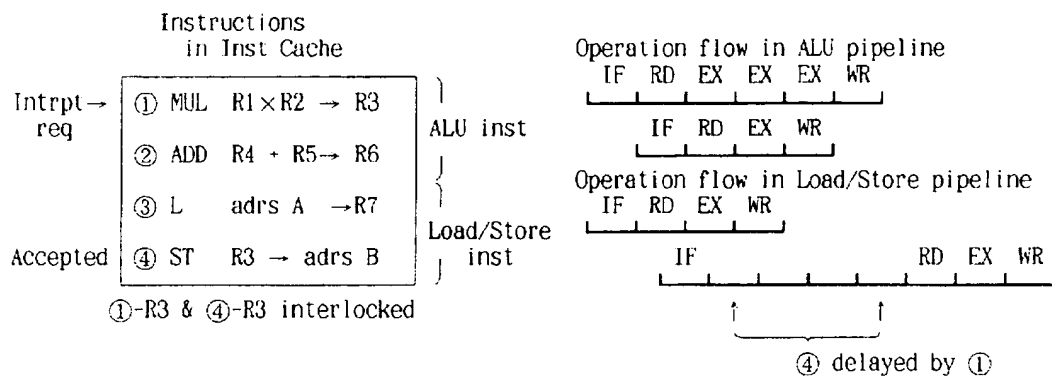 Instructions
in Inst Cache
Intrpt →
req
① MUL R1×R2 → R3
② ADD R4 + R5→ R6
③ L adrs A →R7
Accepted
④ ST R3 → adrs B
ALU inst
Load/Store
inst
①-R3 & ④-R3 interlocked
Operation flow in ALU pipeline
IF RD EX EX EX WR
IF RD EX WR
Operation flow in Load/Store pipeline
IF RD EX WR
IF RD EX WR
④ delayed by ①